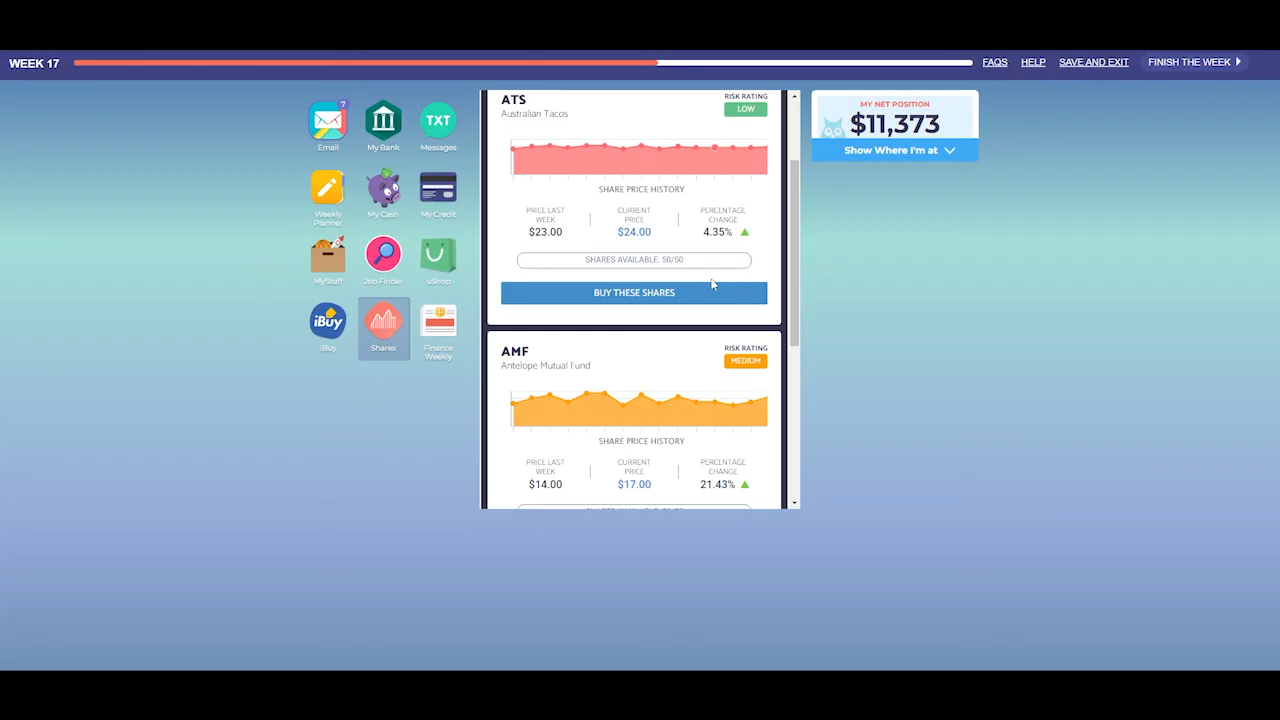 WEEK 17
FAQS
HELP
SAVE AND EXIT
FINISH THE WEEK
7
Email
My Bank
TXT
Messages
Weekly
Planner
My Cash
My Credit
MyStuff
Job Finder
uShop
iBuy
iBuy
Shares
Finance
Weekly
ATS
Australian Tacos
RISK RATING
LOW
SHARE PRICE HISTORY
PRICE LAST
WEEK
$23.00
CURRENT
PRICE
$24.00
PERCENTAGE
CHANGE
4.35%
SHARES AVAILABLE: 50/50
BUY THESE SHARES
AMF
Antelope Mutual Fund
RISK RATING
MEDIUM
SHARE PRICE HISTORY
PRICE LAST
WEEK
$14.00
CURRENT
PRICE
$17.00
PERCENTAGE
CHANGE
21.43%
MY NET POSITION
$11,373
Show Where I'm at